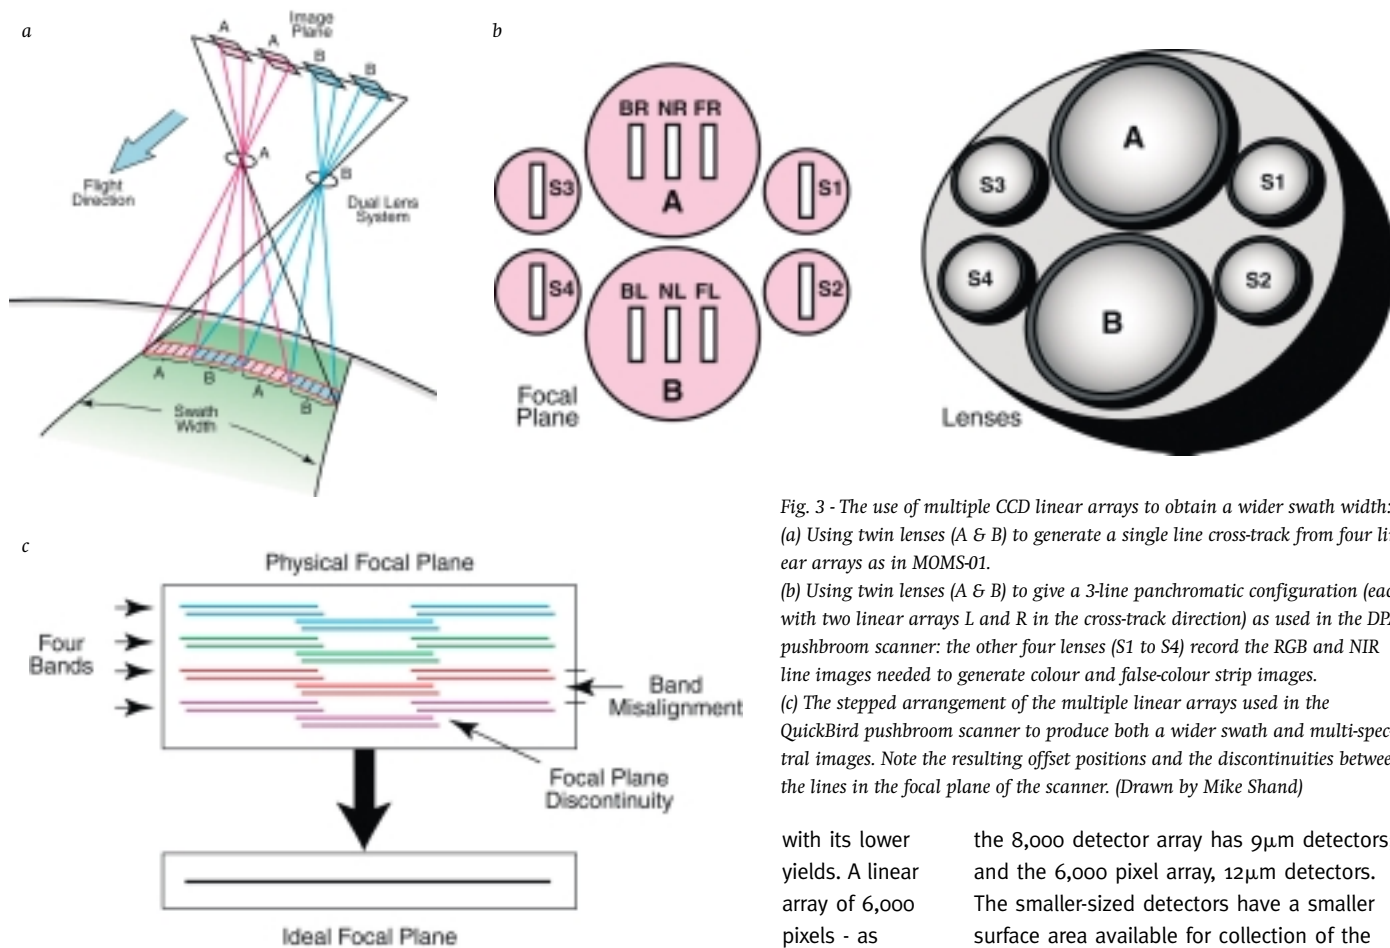 a
Image
Plane
A
A
B
B
A
B
Flight
Direction
Dual Lens
System
A
B
A
B
Swath
Width
b
BR NR FR
A
S3
S1
S4
S2
BL NL FL
B
Focal
Plane
A
S3
S1
S4
S2
B
Lenses
c
Physical Focal Plane
Four
Bands
Band
Misalignment
Focal Plane
Discontinuity
Ideal Focal Plane
Fig. 3 - The use of multiple CCD linear arrays to obtain a wider swath width:
(a) Using twin lenses (A & B) to generate a single line cross-track from four
ear arrays as in MOMS-01.
(b) Using twin lenses (A & B) to give a 3-line panchromatic configuration
with two linear arrays L and R in the cross-track direction) as used in the
pushbroom scanner: the other four lenses (S1 to S4) record the RGB and NIR
line images needed to generate colour and false-colour strip images.
(c) The stepped arrangement of the multiple linear arrays used in the
QuickBird pushbroom scanner to produce both a wider swath and multi-spec
tral images. Note the resulting offset positions and the discontinuities
the lines in the focal plane of the scanner. (Drawn by Mike Shand)
with its lower
yields. A linear
array of 6,000
pixels - as
the 8,000 detector array has 9µm detectors
and the 6,000 pixel array, 12µm detectors.
The smaller-sized detectors have a smaller
surface area available for collection of the